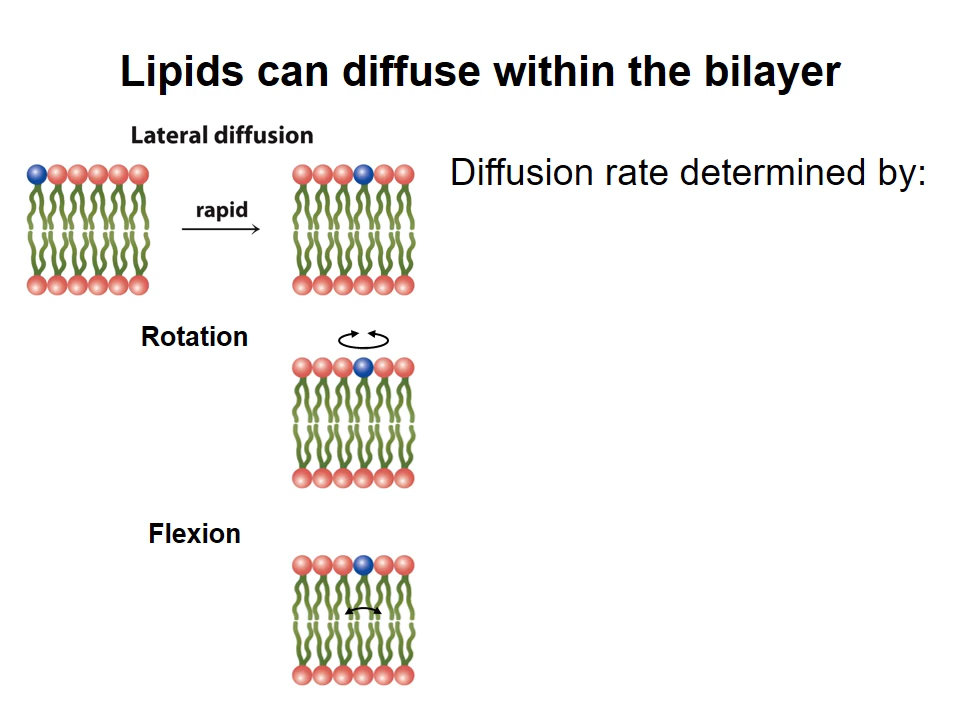 Lipids can diffuse within the bilayer
Lateral diffusion
rapid
Diffusion rate determined by:
Rotation
Flexion